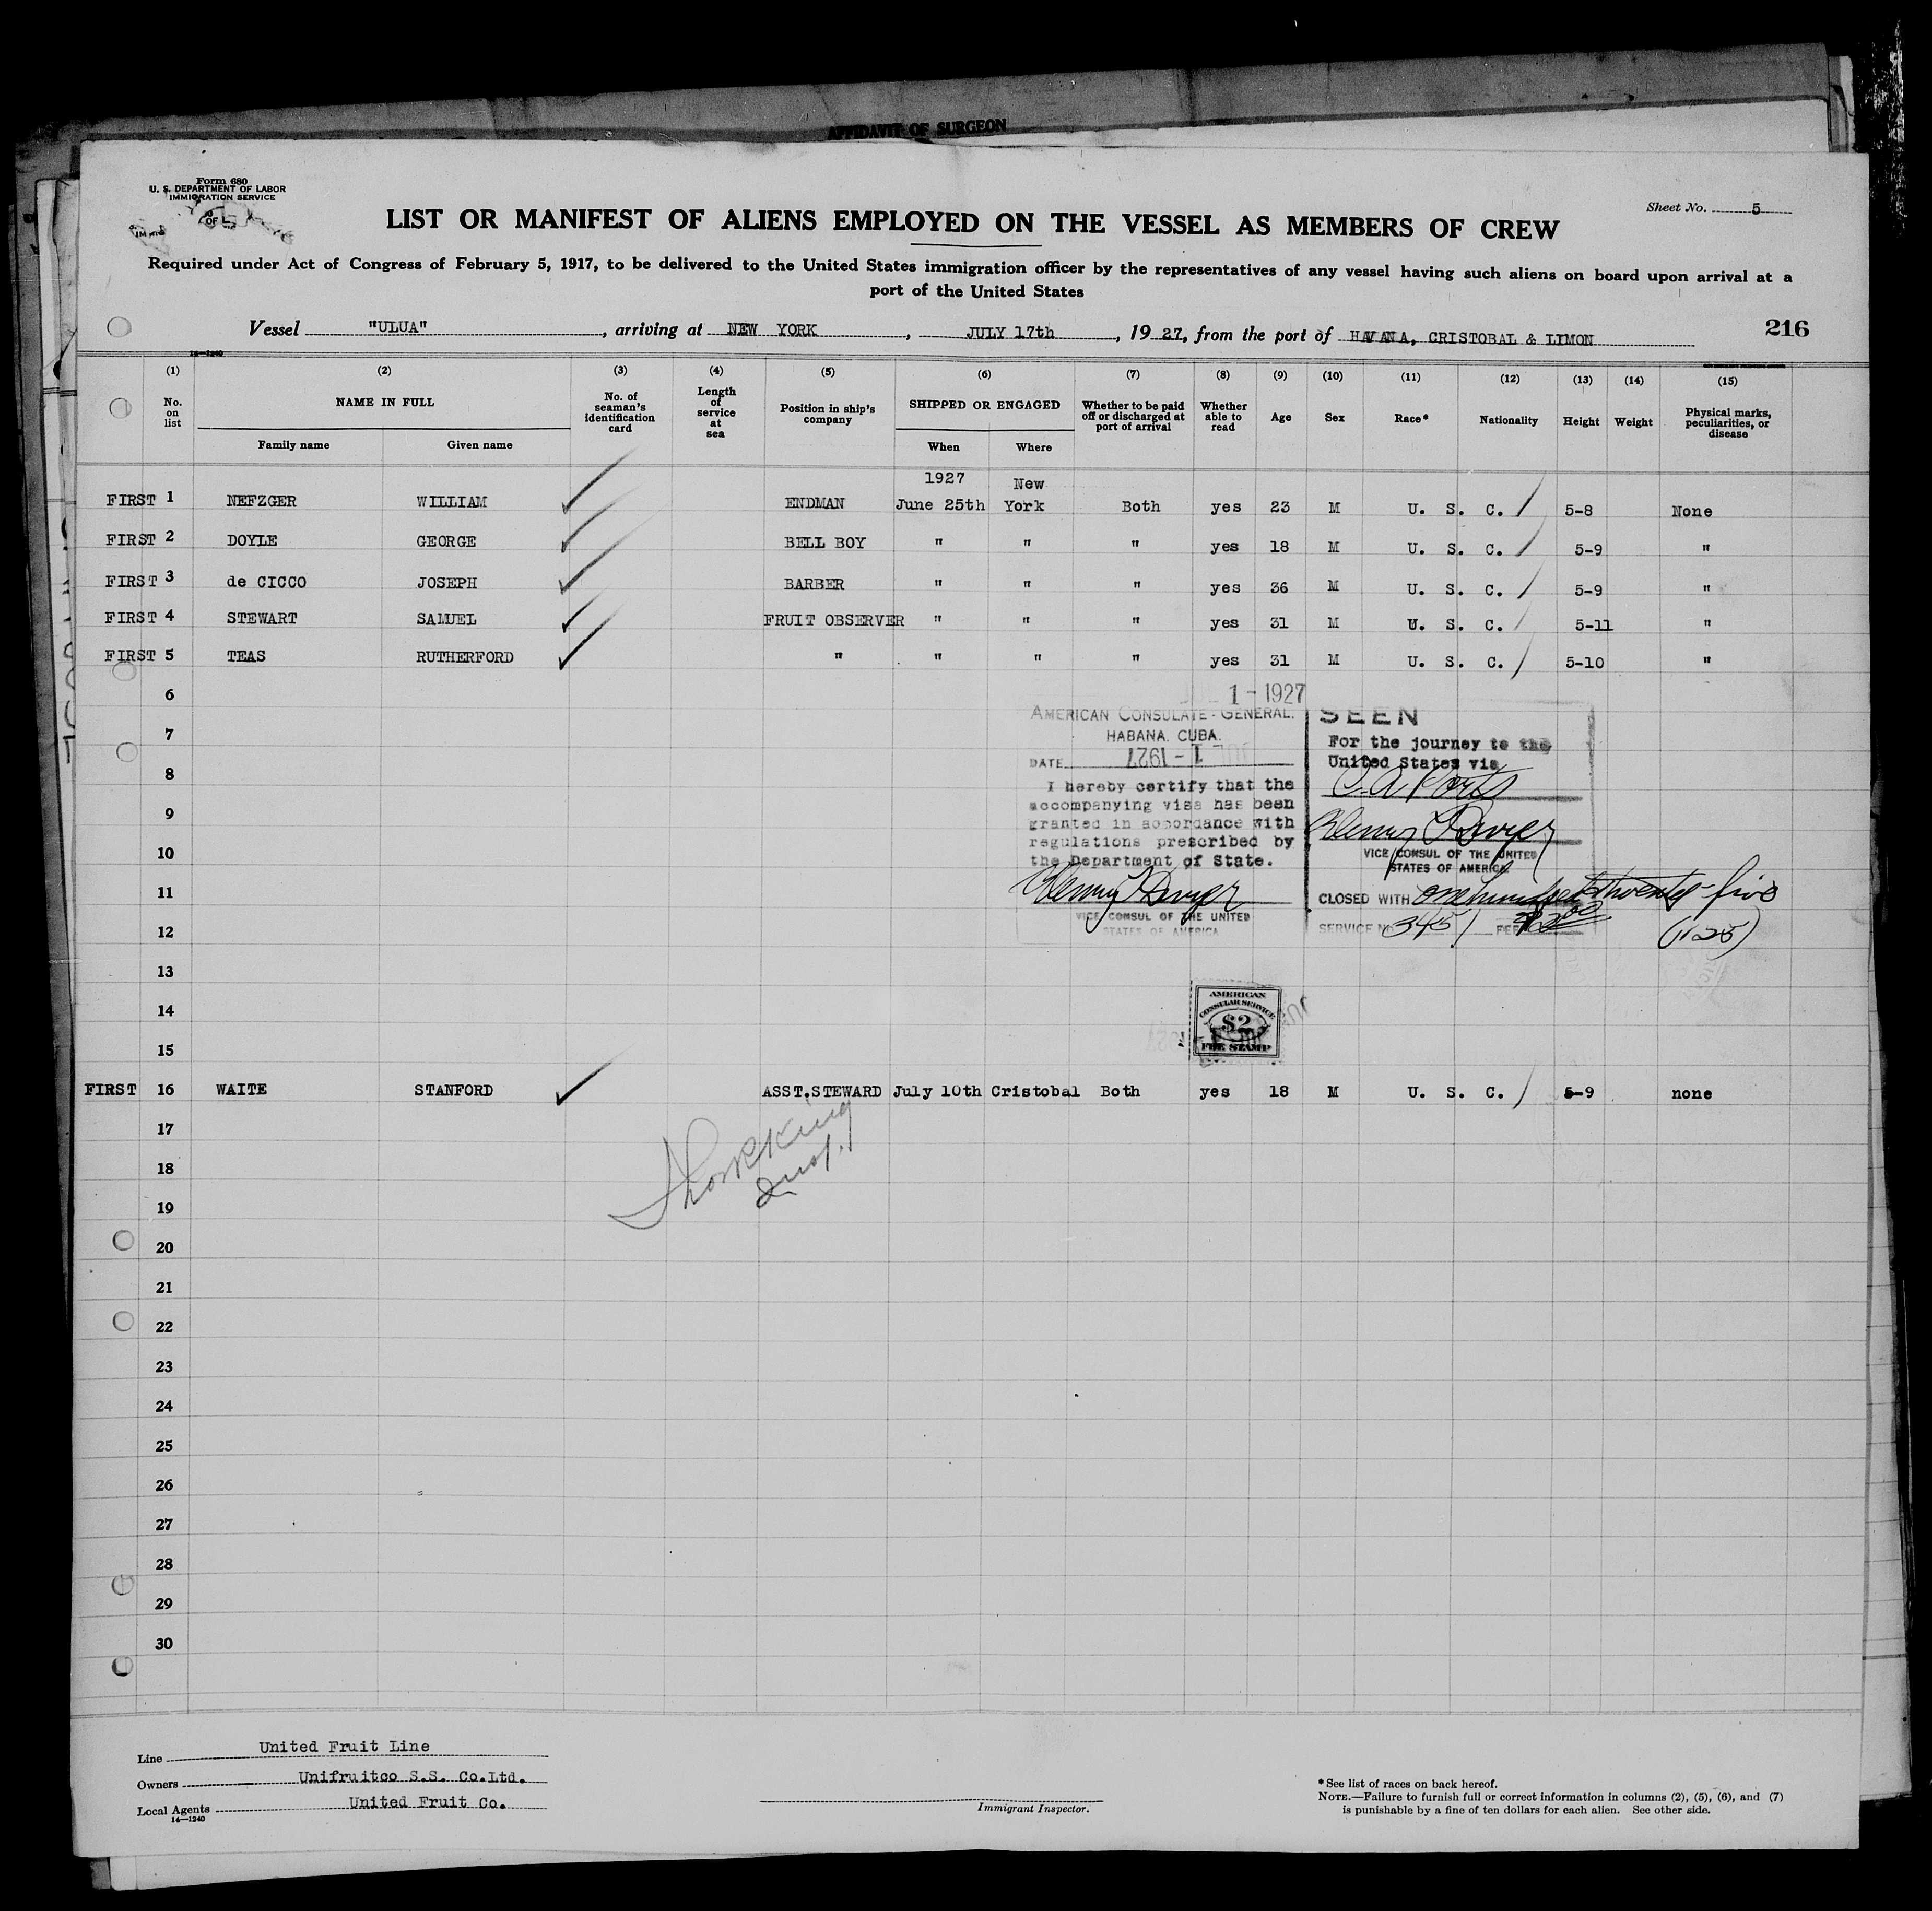 AFFIDAVIT OF SURGEON
Form 680
U. S. DEPARTMENT OF LABOR
IMMIGRATION SERVICE
Sheet No. 5
LIST OR MANIFEST OF ALIENS EMPLOYED ON THE VESSEL AS MEMBERS OF CREW
Required under Act of Congress of February 5, 1917, to be delivered to the United States immigration officer by the representatives of any vessel having such aliens on board upon arrival at a
port of the United States
Vessel "ULUA", arriving at NEW YORK, JULY 17th, 1927, from the port of HAVANA, CRISTOBAL & LIMON
216
14—1240
(1) (2) (3) (4) (5) (6) (7) (8) (9) (10) (11) (12) (13) (14) (15)
No. on list NAME IN FULL No. of seaman's identification card Length of service at sea Position in ship's company SHIPPED OR ENGAGED Whether to be paid off or discharged at port of arrival Whether able to read Age Sex Race* Nationality Height Weight Physical marks, peculiarities, or disease
Family name Given name When Where
1927 New
FIRST 1 NEFZGER WILLIAM ENDMAN June 25th York Both yes 23 M U. S. C. 5-8 None
FIRST 2 DOYLE GEORGE BELL BOY " " " yes 18 M U. S. C. 5-9 "
FIRST 3 de CICCO JOSEPH BARBER " " " yes 36 M U. S. C. 5-9 "
FIRST 4 STEWART SAMUEL FRUIT OBSERVER " " " yes 31 M U. S. C. 5-11 "
FIRST 5 TEAS RUTHERFORD " " " " yes 31 M U. S. C. 5-10 "
6
7
8
9
10
11
12
13
14
15
1-1927
AMERICAN CONSULATE-GENERAL.
HABANA. CUBA.
DATE 1-1927
I hereby certify that the
accompanying visa has been
granted in accordance with
regulations prescribed by
the Department of State.
VICE CONSUL OF THE UNITED
STATES OF AMERICA
SEEN
For the journey to the
United States via
VICE CONSUL OF THE UNITED
STATES OF AMERICA
CLOSED WITH one hundred twenty-five
SERVICE No. 3451 FEE $2.00
(125)
AMERICAN
CONSULAR SERVICE
$2
FEE STAMP
FIRST 16 WAITE STANFORD ASST.STEWARD July 10th Cristobal Both yes 18 M U. S. C. 5-9 none
17
18
19
20
21
22
23
24
25
26
27
28
29
30
Line United Fruit Line
Owners Unifruitco S.S. Co.Ltd.
Local Agents United Fruit Co.
14—1240
Immigrant Inspector.
*See list of races on back hereof.
NOTE.—Failure to furnish full or correct information in columns (2), (5), (6), and (7)
is punishable by a fine of ten dollars for each alien. See other side.